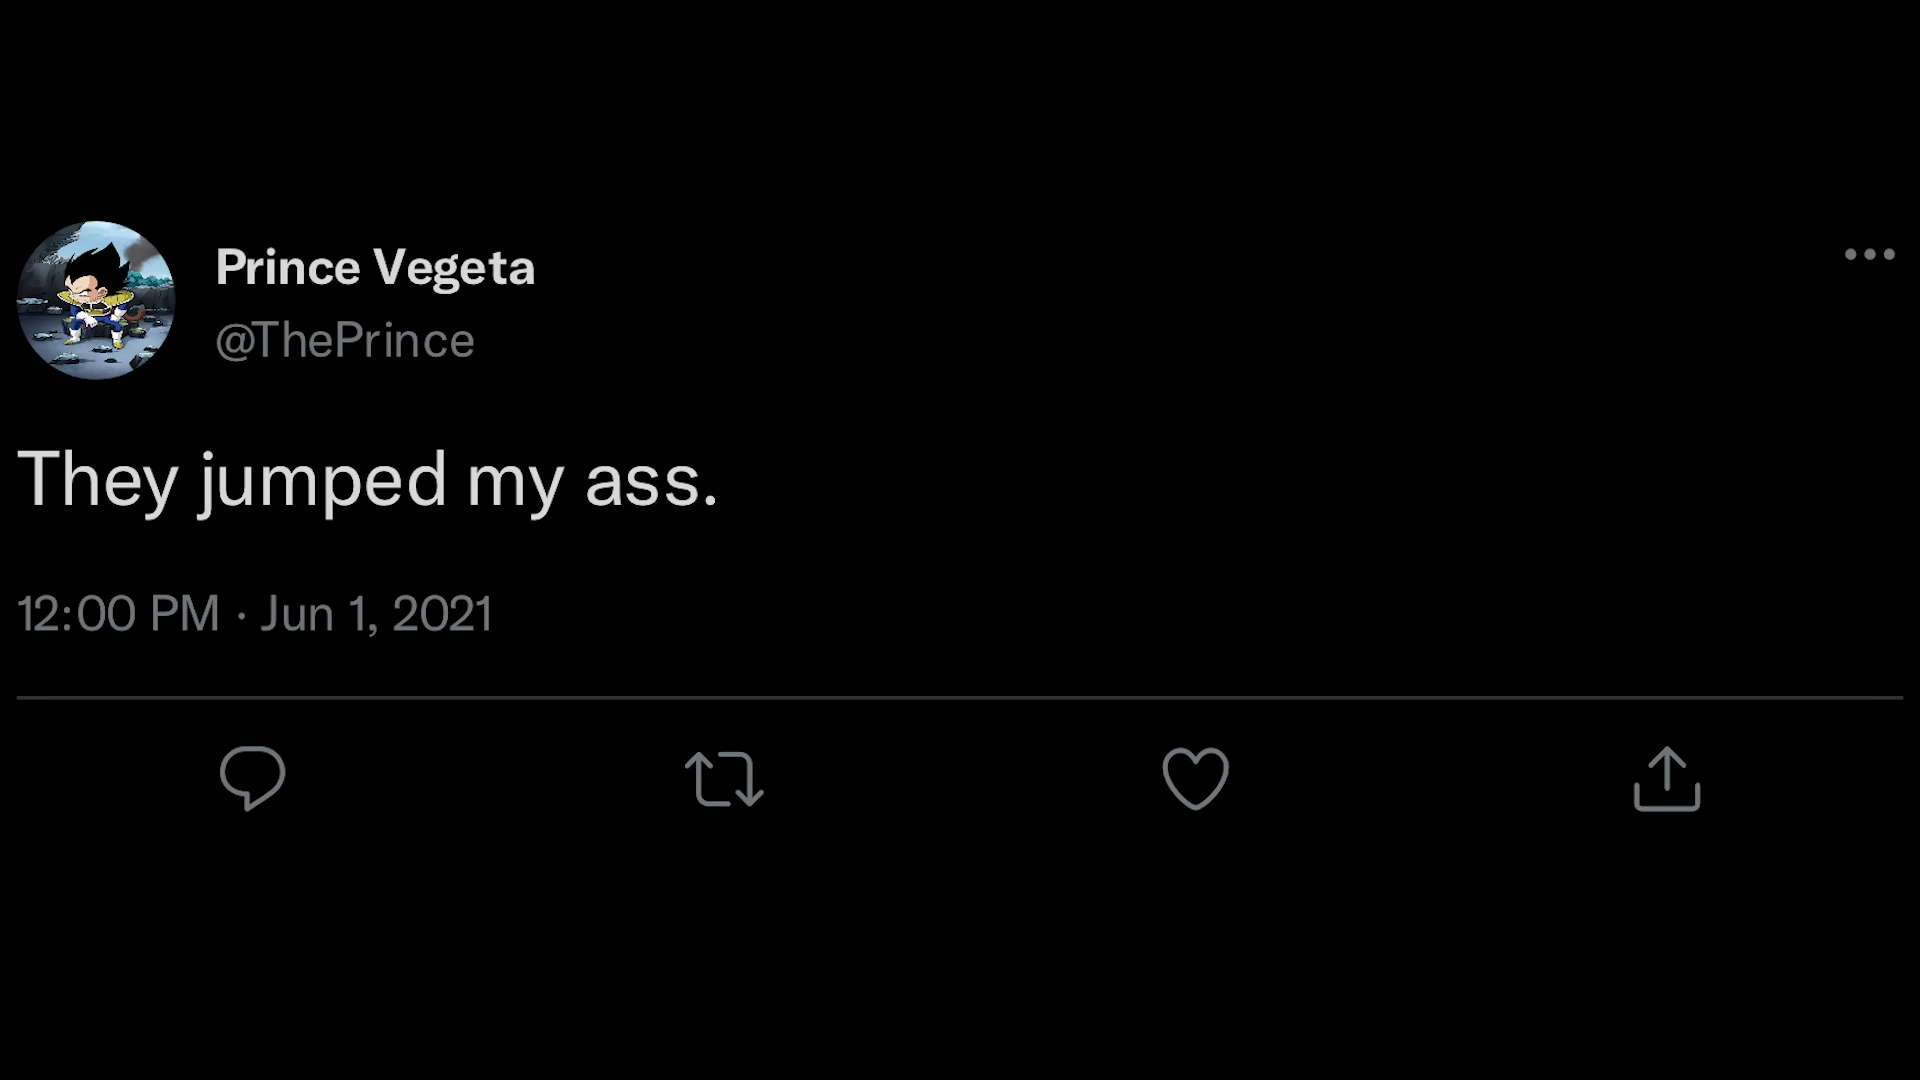 Prince Vegeta
@ThePrince
They jumped my ass.
12:00 PM · Jun 1, 2021